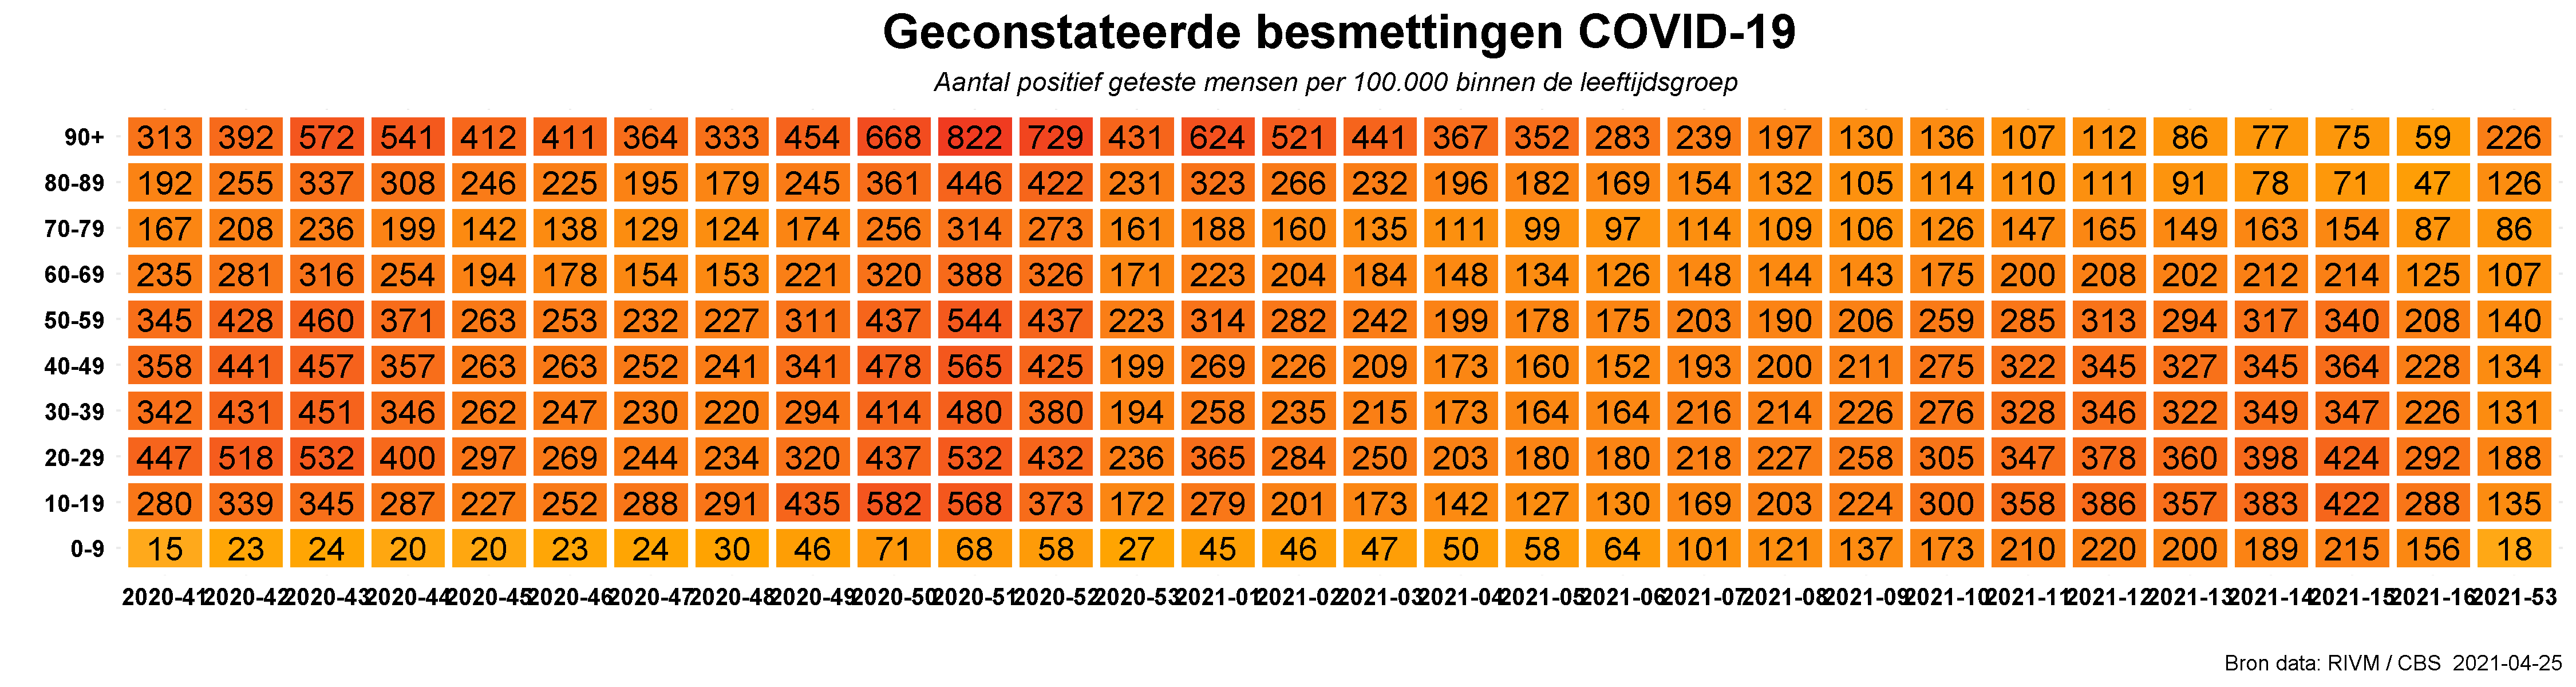 Geconstateerde besmettingen COVID-19
Aantal positief geteste mensen per 100.000 binnen de leeftijdsgroep
90+ 313 392 572 541 412 411 364 333 454 668 822 729 431 624 521 441 367 352 283 239 197 130 136 107 112 86 77 75 59 226
80-89 192 255 337 308 246 225 195 179 245 361 446 422 231 323 266 232 196 182 169 154 132 105 114 110 111 91 78 71 47 126
70-79 167 208 236 199 142 138 129 124 174 256 314 273 161 188 160 135 111 99 97 114 109 106 126 147 165 149 163 154 87 86
60-69 235 281 316 254 194 178 154 153 221 320 388 326 171 223 204 184 148 134 126 148 144 143 175 200 208 202 212 214 125 107
50-59 345 428 460 371 263 253 232 227 311 437 544 437 223 314 282 242 199 178 175 203 190 206 259 285 313 294 317 340 208 140
40-49 358 441 457 357 263 263 252 241 341 478 565 425 199 269 226 209 173 160 152 193 200 211 275 322 345 327 345 364 228 134
30-39 342 431 451 346 262 247 230 220 294 414 480 380 194 258 235 215 173 164 164 216 214 226 276 328 346 322 349 347 226 131
20-29 447 518 532 400 297 269 244 234 320 437 532 432 236 365 284 250 203 180 180 218 227 258 305 347 378 360 398 424 292 188
10-19 280 339 345 287 227 252 288 291 435 582 568 373 172 279 201 173 142 127 130 169 203 224 300 358 386 357 383 422 288 135
0-9 15 23 24 20 20 23 24 30 46 71 68 58 27 45 46 47 50 58 64 101 121 137 173 210 220 200 189 215 156 18
2020-41 2020-42 2020-43 2020-44 2020-45 2020-46 2020-47 2020-48 2020-49 2020-50 2020-51 2020-52 2020-53 2021-01 2021-02 2021-03 2021-04 2021-05 2021-06 2021-07 2021-08 2021-09 2021-10 2021-11 2021-12 2021-13 2021-14 2021-15 2021-16 2021-53
Bron data: RIVM / CBS 2021-04-25